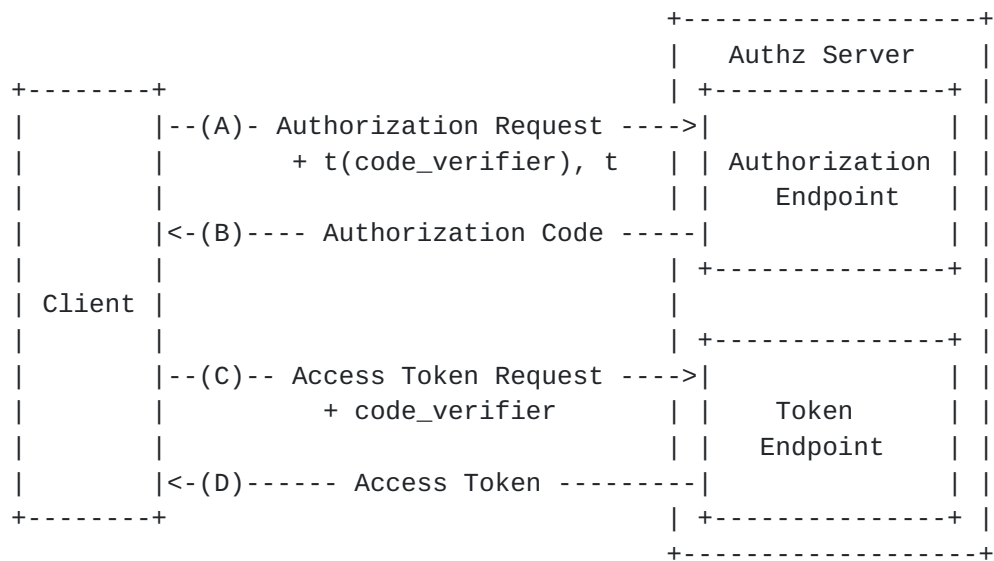 Authz Server
--(A)- Authorization Request ---->
+ t(code_verifier), t
Authorization
Endpoint
<-(B)---- Authorization Code -----
Client
--(C)-- Access Token Request ---->
+ code_verifier
Token
Endpoint
<-(D)------ Access Token ---------